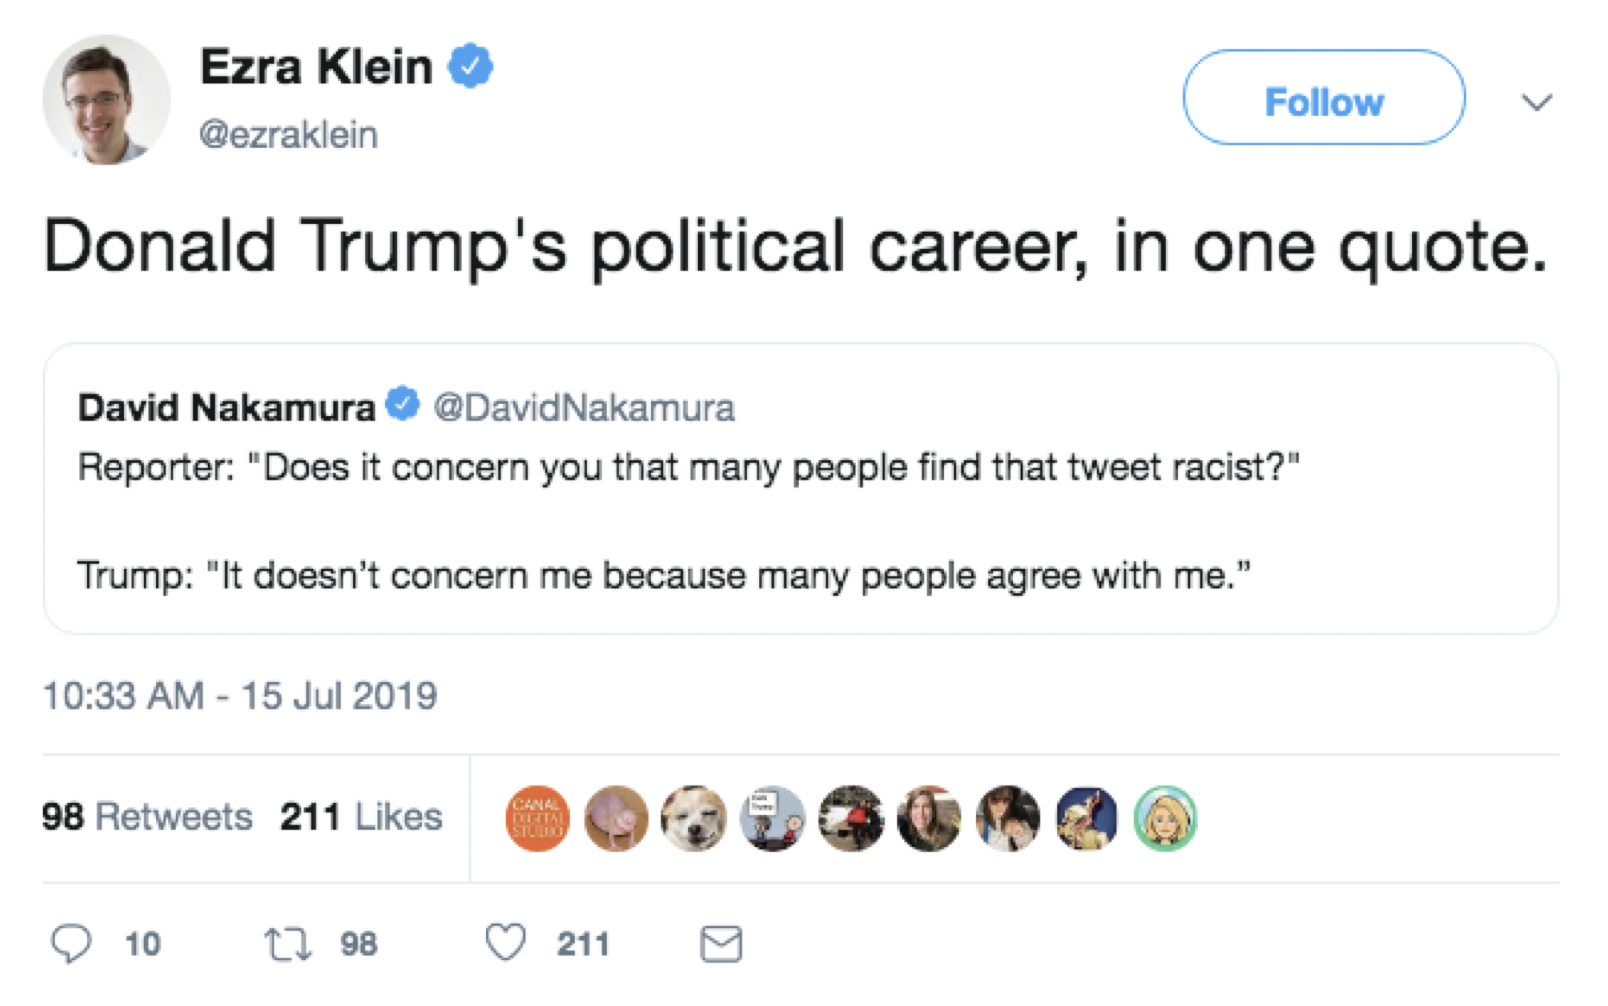 Ezra Klein
@ezraklein
Follow
Donald Trump's political career, in one quote.
David Nakamura @DavidNakamura
Reporter: "Does it concern you that many people find that tweet racist?"
Trump: "It doesn’t concern me because many people agree with me.”
10:33 AM - 15 Jul 2019
98 Retweets 211 Likes
CANAL
DIGITAL
STUDIO
10 98 211